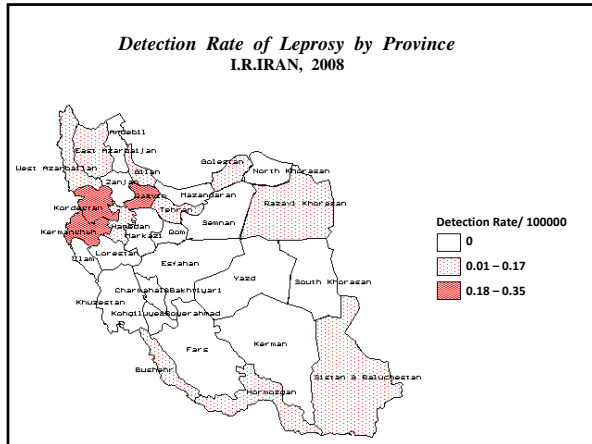 Detection Rate of Leprosy by Province
I.R.IRAN, 2008
Ardebil
East Azarbaijan
West Azarbaijan
Gilan
Zanjan
Golestan
North Khorasan
Mazandaran
Qazvin
Tehran
Razavi Khorasan
Kordestan
Semnan
Hamedan
Kermanshah
Markazi
Qom
Lorestan
Ilam
Esfahan
Yazd
South Khorasan
Charmahal&Bakhriyari
Khuzestan
Kohgiluye&Boyerahmad
Kerman
Fars
Bushehr
Sistan & Baluchestan
Hormozgan
Detection Rate/ 100000
0
0.01 – 0.17
0.18 – 0.35